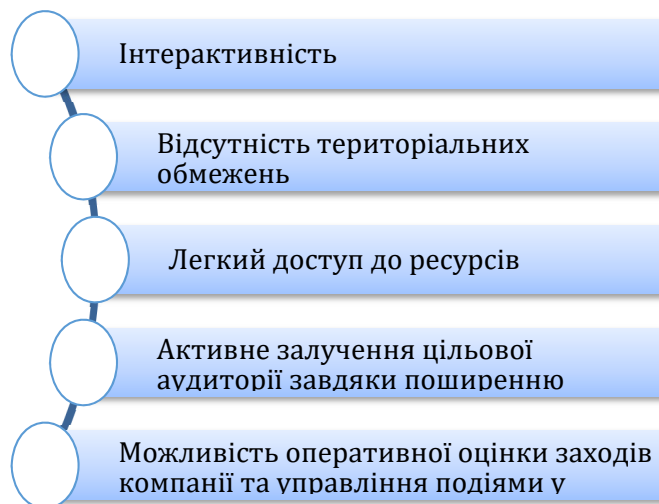 Інтерактивність
Відсутність територіальних
обмежень
Легкий доступ до ресурсів
Активне залучення цільової
аудиторії завдяки поширенню
Можливість оперативної оцінки заходів
компанії та управління подіями у